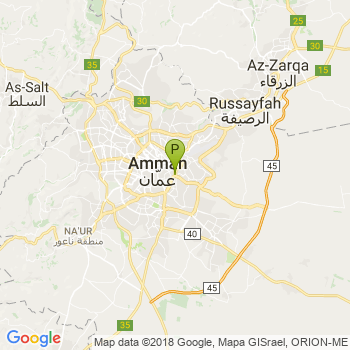 35
Az-Zarqa
30
الزرقاء
15
As-Salt
السلط
30
Russayfah
الرصيفة
P
Amman
عمان
45
NA'UR
منطقة ناعور
40
45
35
Google
Map data ©2018 Google, Mapa GISrael, ORION-ME